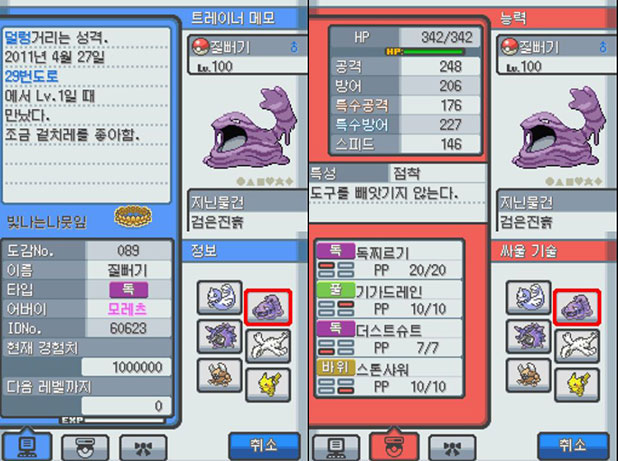 트레이너 메모
덜렁거리는 성격.
2011년 4월 27일
29번도로
에서 Lv.1일 때
만났다.
조금 겉치레를 좋아함.
질뻐기 ♂
Lv.100
빛나는나뭇잎
지닌물건
검은진흙
정보
도감No. 089
이름 질뻐기
타입 독
어버이 모레츠
IDNo. 60623
현재 경험치
1000000
다음 레벨까지
0
EXP
취소
능력
HP 342/342
HP:
공격 248
방어 206
특수공격 176
특수방어 227
스피드 146
질뻐기 ♂
Lv.100
특성 점착
도구를 빼앗기지 않는다.
지닌물건
검은진흙
싸울 기술
독 독찌르기
PP 20/20
풀 기가드레인
PP 10/10
독 더스트슈트
PP 7/7
바위 스톤샤워
PP 10/10
취소